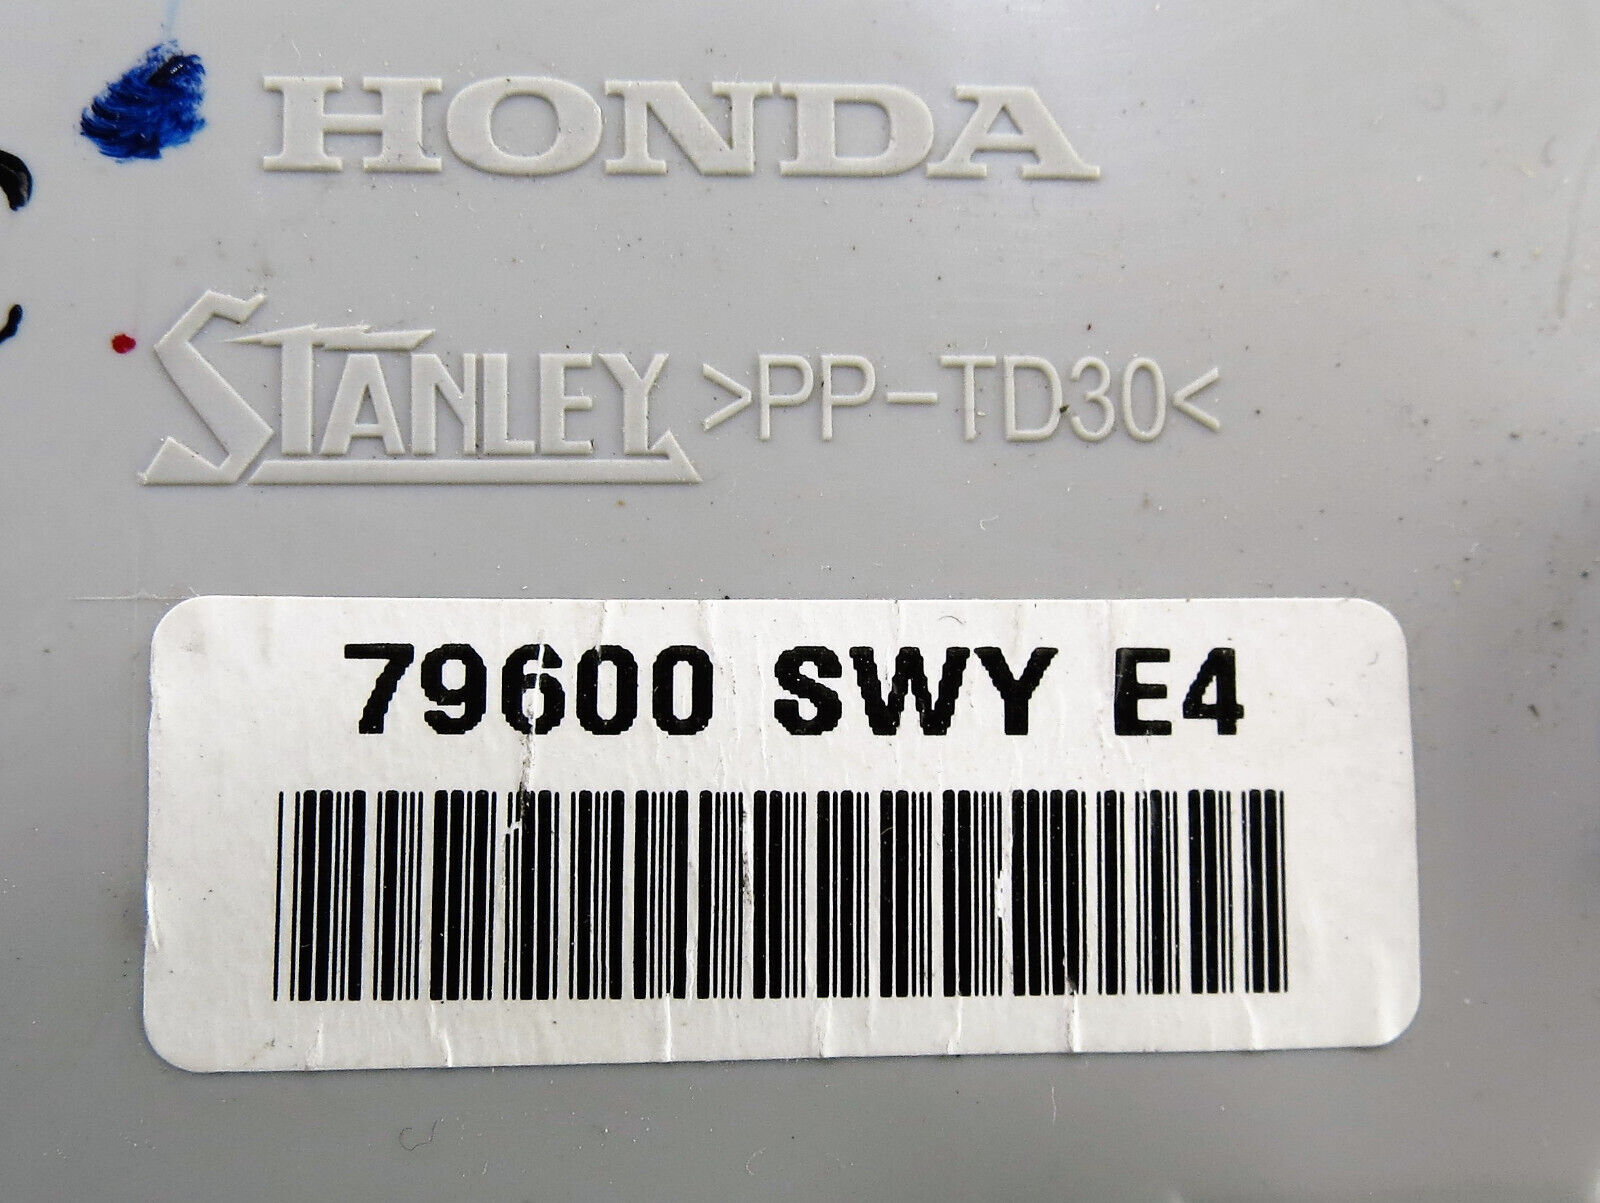 HONDA
STANLEY >PP-TD30<
79600 SWY E4